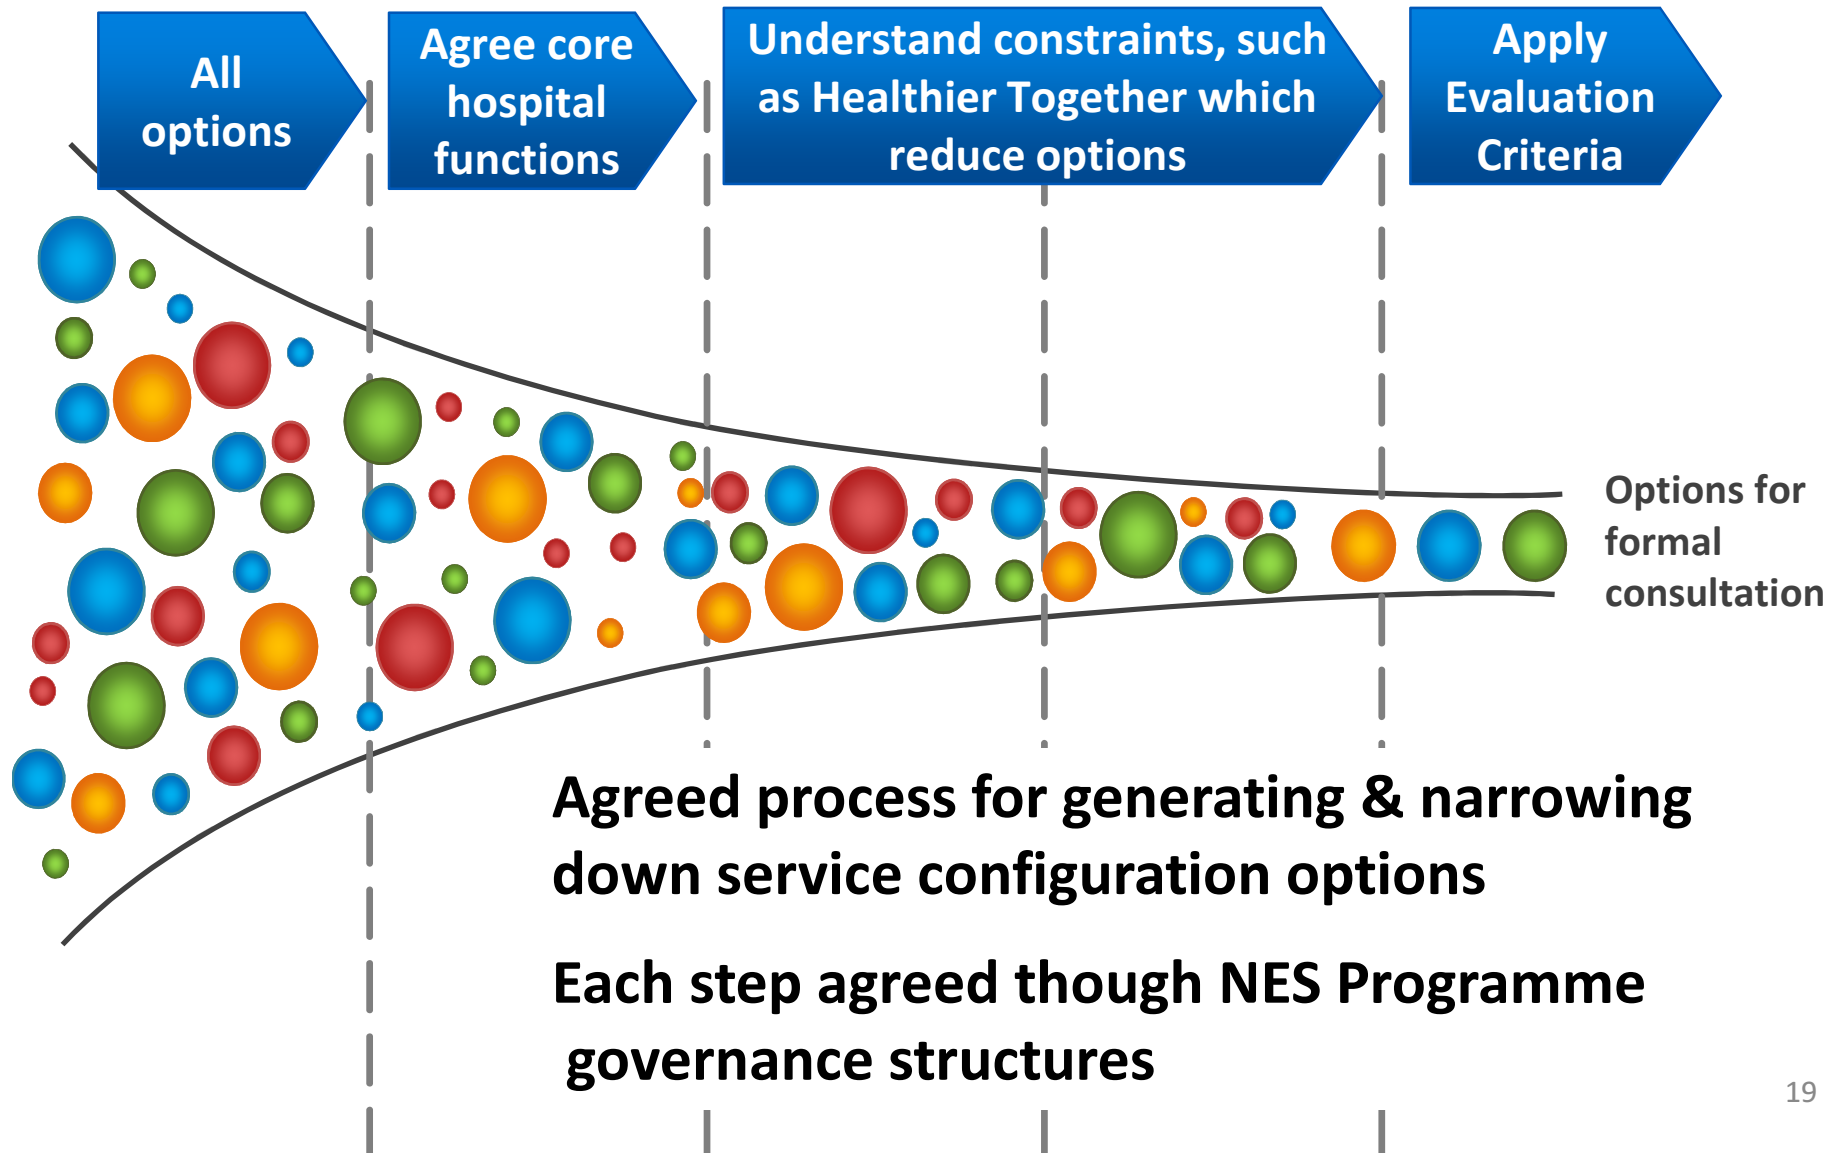 All
options
Agree core
hospital
functions
Understand constraints, such
as Healthier Together which
reduce options
Apply
Evaluation
Criteria
Options for
formal
consultation
Agreed process for generating & narrowing
down service configuration options
Each step agreed though NES Programme
governance structures
19